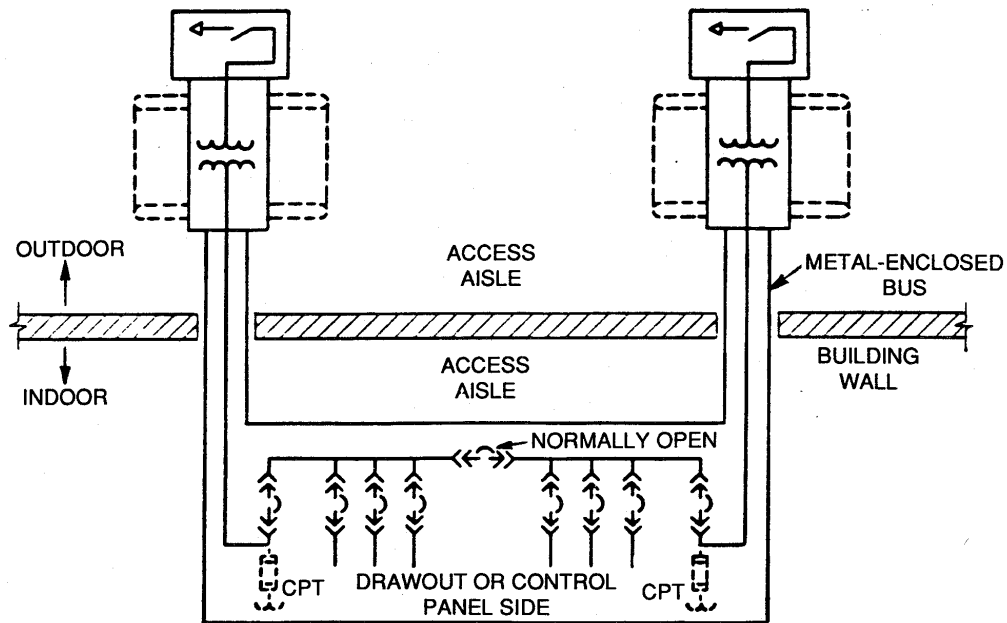 OUTDOOR
ACCESS
AISLE
METAL-ENCLOSED
BUS
INDOOR
ACCESS
AISLE
BUILDING
WALL
NORMALLY OPEN
CPT
DRAWOUT OR CONTROL
PANEL SIDE
CPT